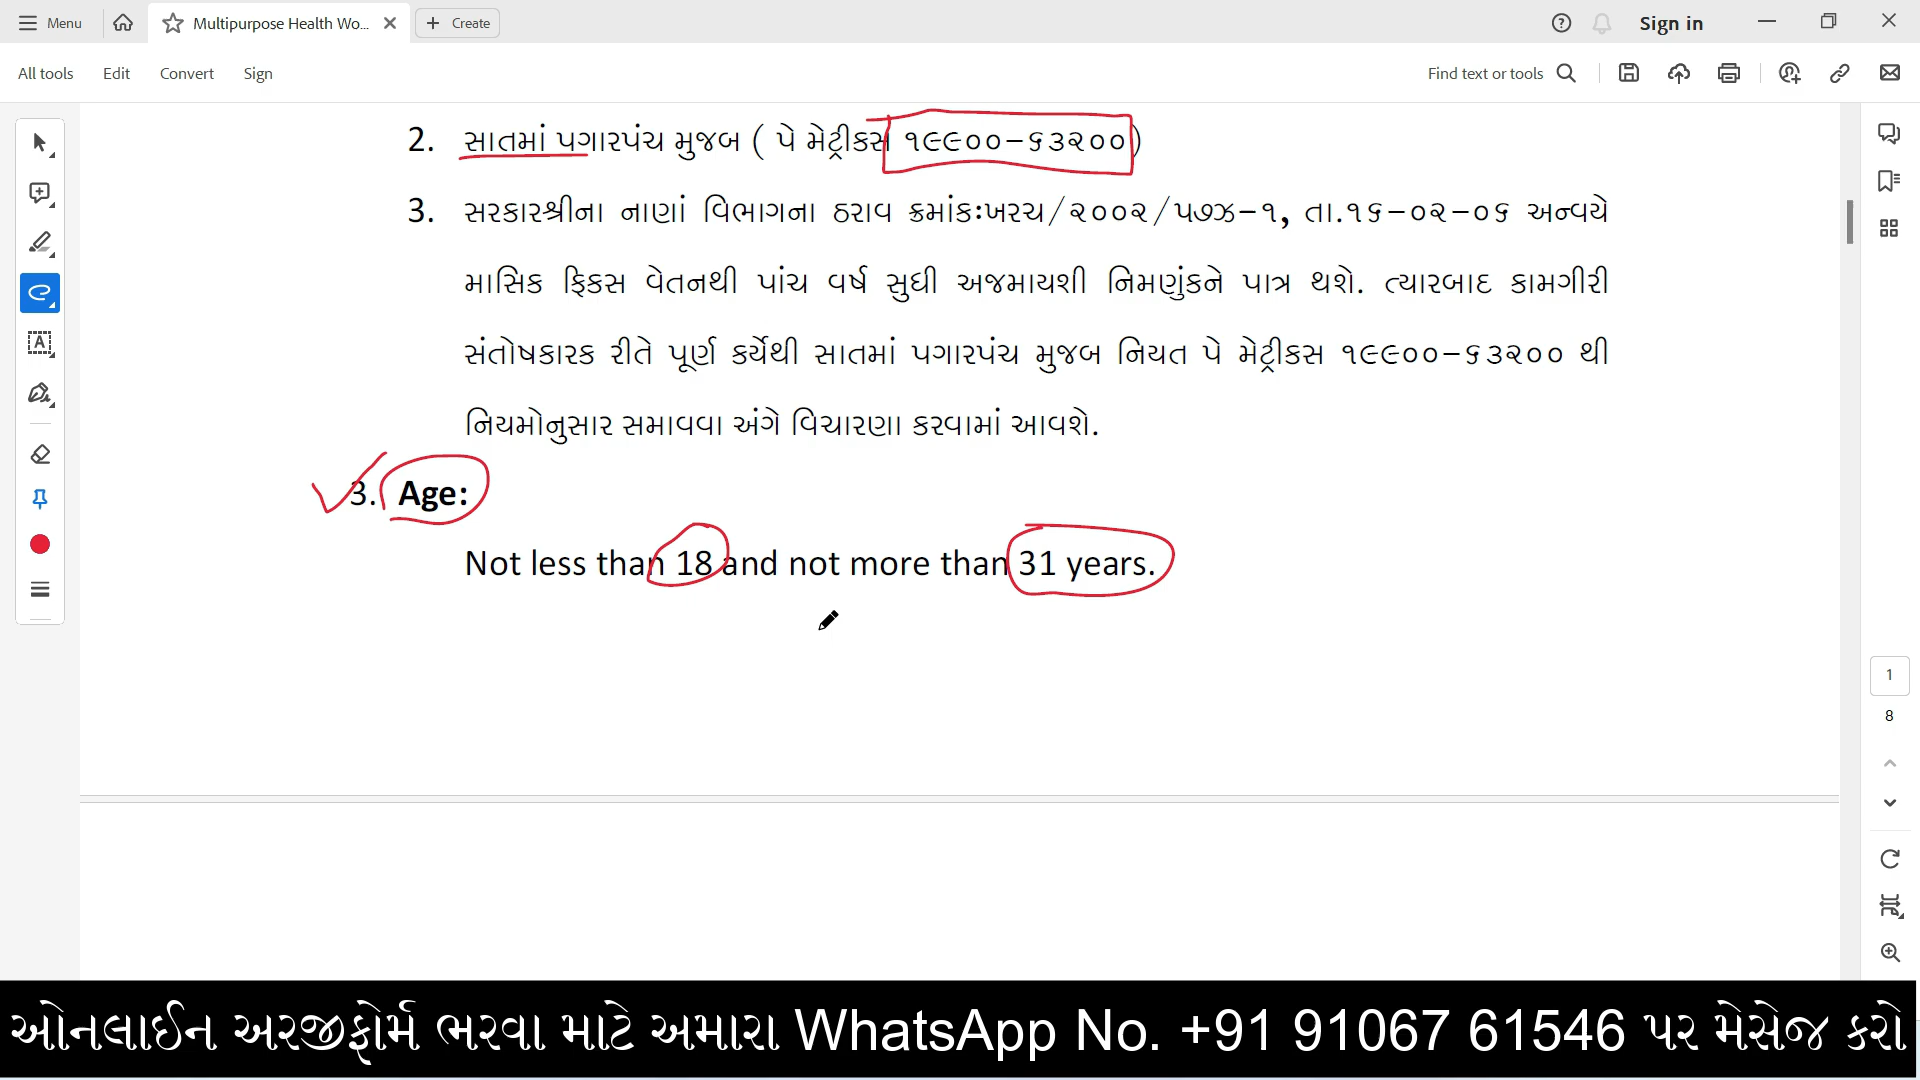 Menu
Multipurpose Health Wo...
Create
Sign in
All tools
Edit
Convert
Sign
Find text or tools
2. સાતમાં પગારપંચ મુજબ ( પે મેટ્રીકસ ૧૯૯૦૦-૬૩૨૦૦)
3. સરકારશ્રીના નાણાં વિભાગના ઠરાવ ક્રમાંકઃખરચ/૨૦૦૨/૫૭ઝ-૧, તા.૧૬-૦૨-૦૬ અન્વયે
માસિક ફિકસ વેતનથી પાંચ વર્ષ સુધી અજમાયશી નિમણુંકને પાત્ર થશે. ત્યારબાદ કામગીરી
સંતોષકારક રીતે પૂર્ણ કર્યેથી સાતમાં પગારપંચ મુજબ નિયત પે મેટ્રીકસ ૧૯૯૦૦-૬૩૨૦૦ થી
નિયમોનુસાર સમાવવા અંગે વિચારણા કરવામાં આવશે.
3. Age:
Not less than 18 and not more than 31 years.
1
8
ઓનલાઈન અરજીફોર્મ ભરવા માટે અમારા WhatsApp No. +91 91067 61546 પર મેસેજ કરો